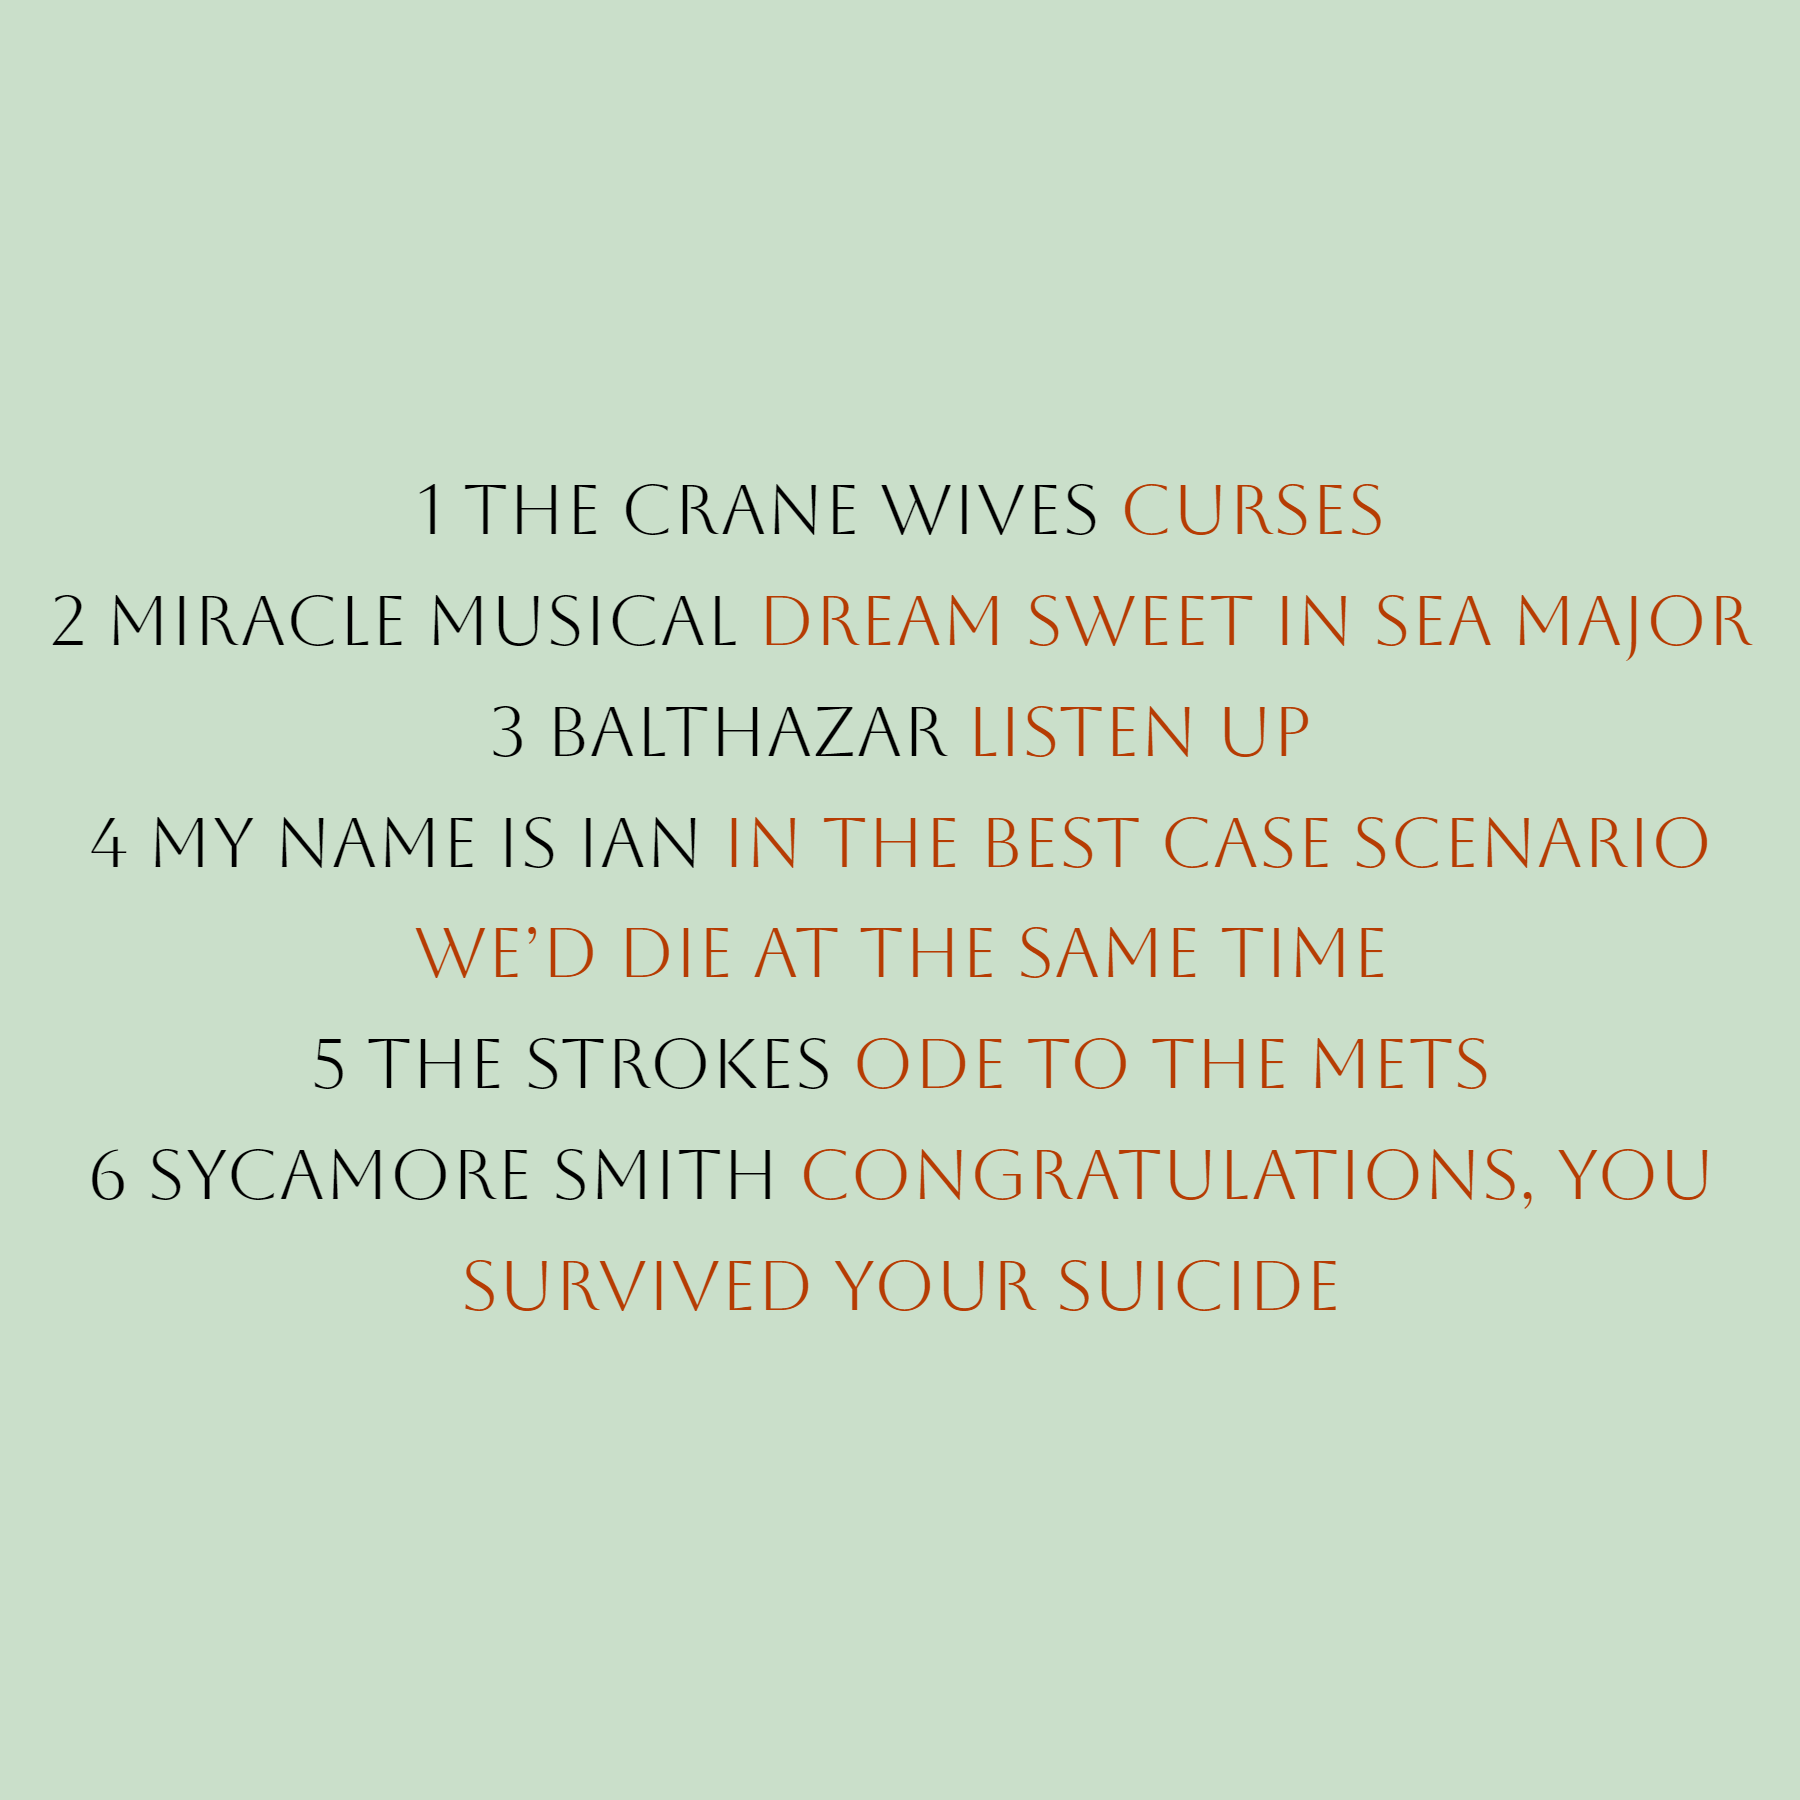 1 THE CRANE WIVES CURSES
2 MIRACLE MUSICAL DREAM SWEET IN SEA MAJOR
3 BALTHAZAR LISTEN UP
4 MY NAME IS IAN IN THE BEST CASE SCENARIO
WE’D DIE AT THE SAME TIME
5 THE STROKES ODE TO THE METS
6 SYCAMORE SMITH CONGRATULATIONS, YOU
SURVIVED YOUR SUICIDE